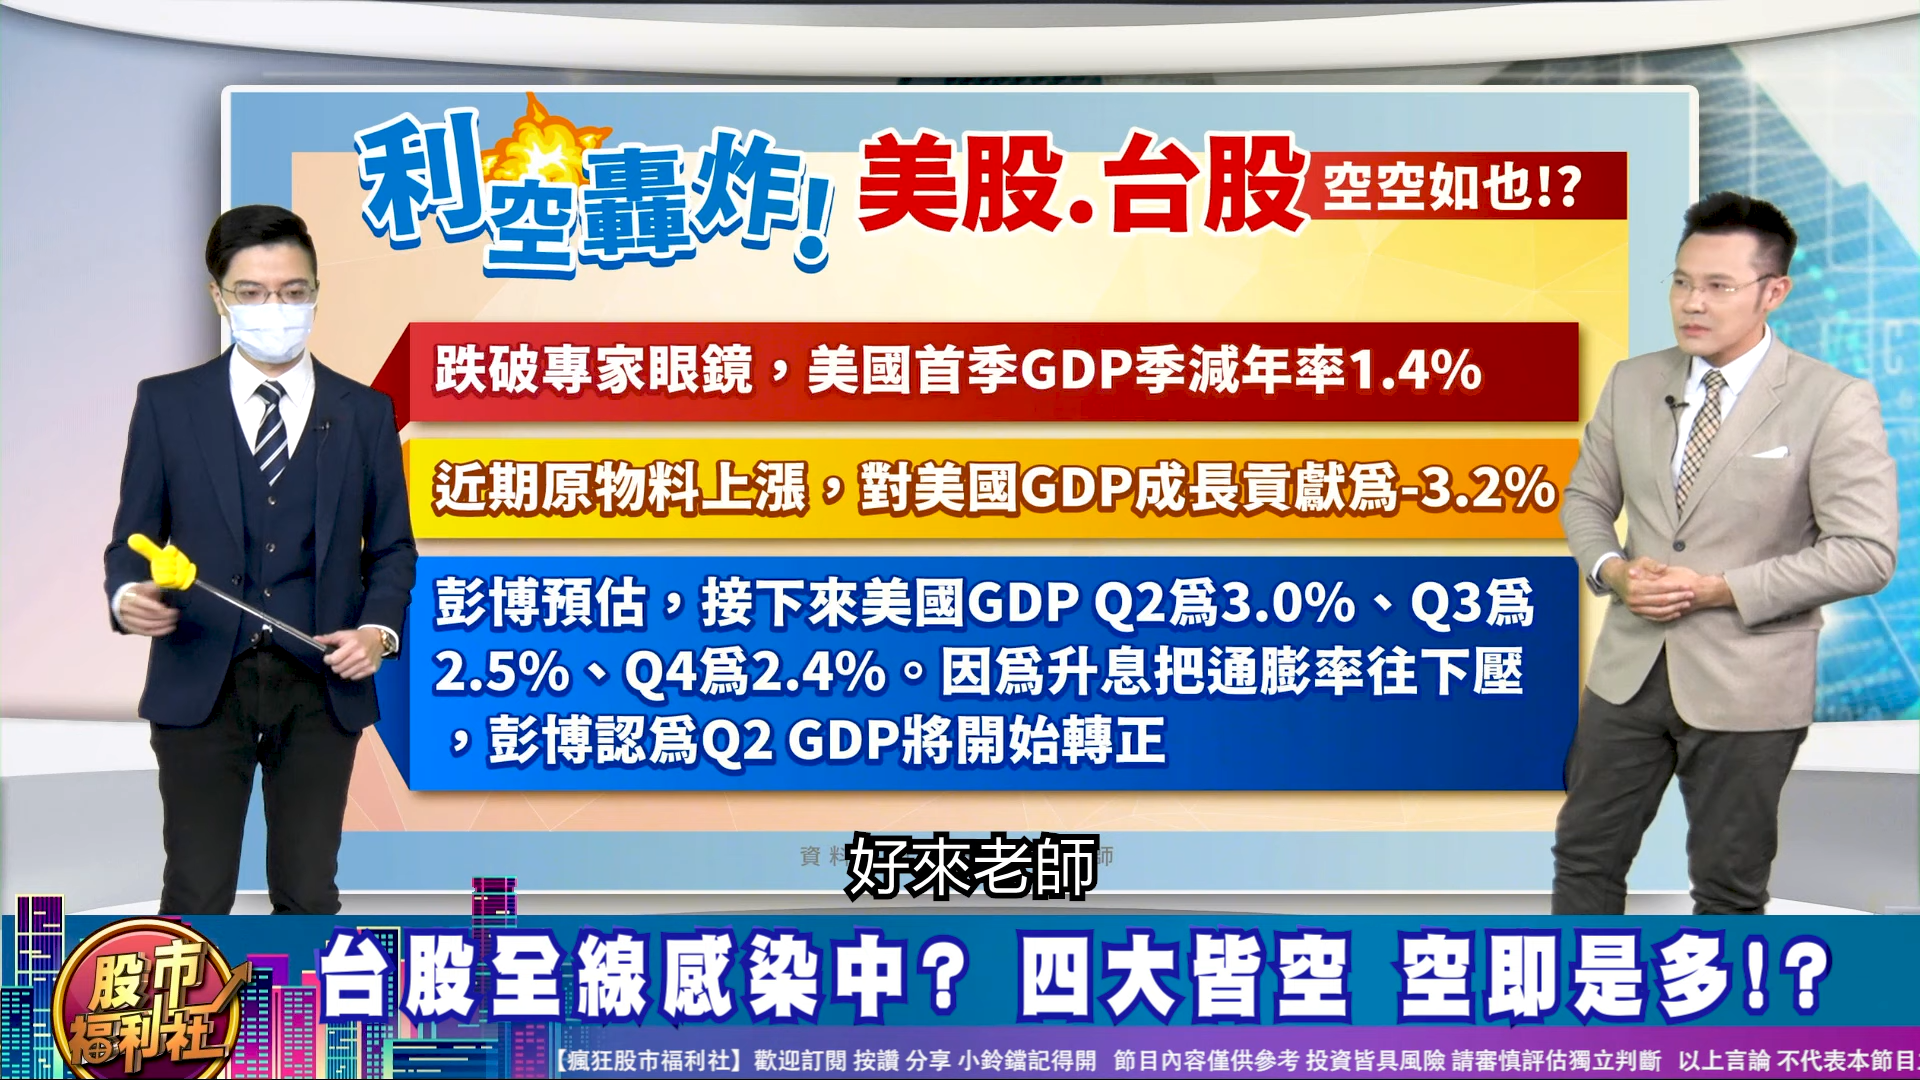 利空轟炸!
美股.台股
空空如也!?
跌破專家眼鏡，美國首季GDP季減年率1.4%
近期原物料上漲，對美國GDP成長貢獻為-3.2%
彭博預估，接下來美國GDP Q2為3.0%、Q3為
2.5%、Q4為2.4%。因為升息把通膨率往下壓
，彭博認為Q2 GDP將開始轉正
資料
師
好來老師
股市
福利社
台股全線感染中? 四大皆空 空即是多!?
【瘋狂股市福利社】歡迎訂閱 按讚 分享 小鈴鐺記得開 節目內容僅供參考 投資皆具風險 請審慎評估獨立判斷 以上言論 不代表本節目